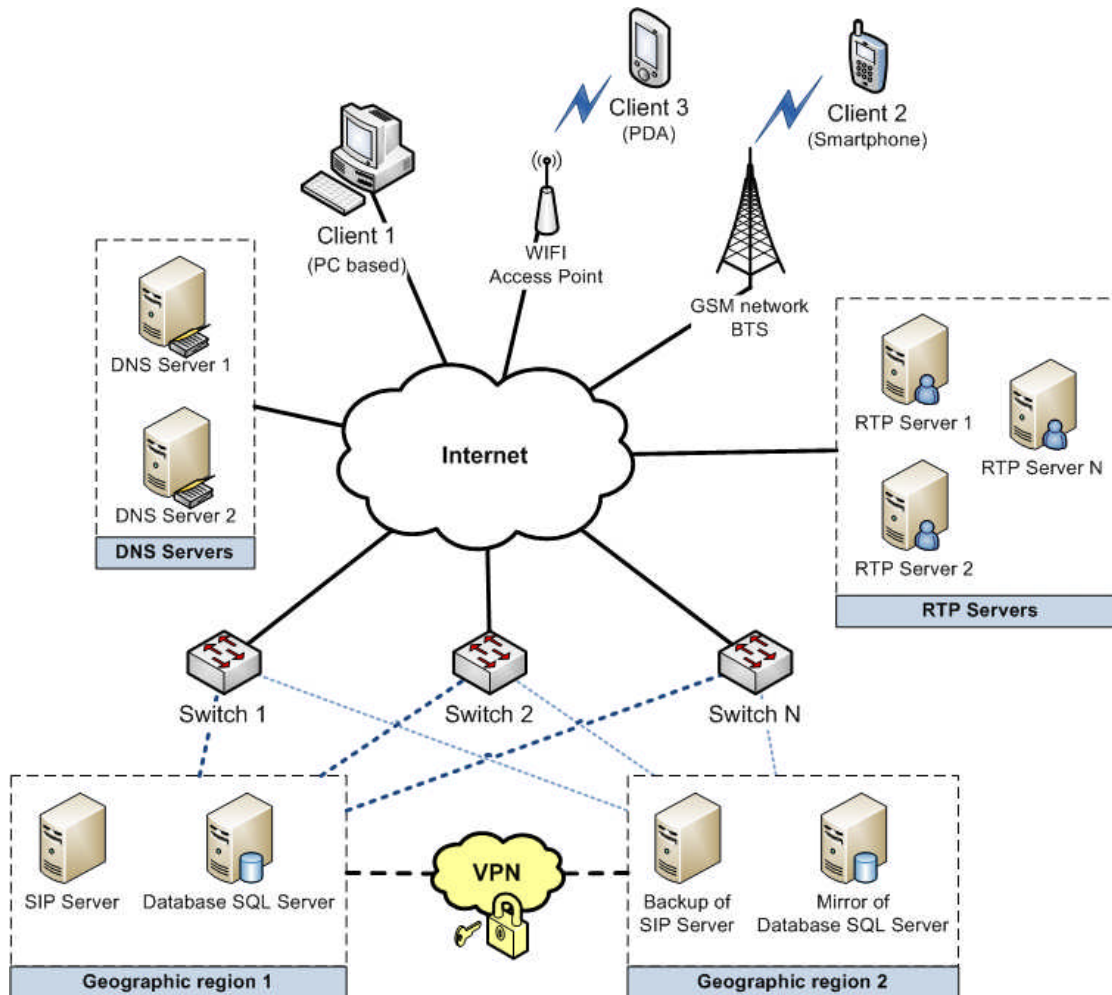 Client 3
(PDA)
Client 2
(Smartphone)
Client 1
(PC based)
WIFI
Access Point
GSM network
BTS
DNS Server 1
DNS Server 2
DNS Servers
Internet
RTP Server 1
RTP Server N
RTP Server 2
RTP Servers
Switch 1
Switch 2
Switch N
SIP Server
Database SQL Server
Geographic region 1
VPN
Backup of
SIP Server
Mirror of
Database SQL Server
Geographic region 2